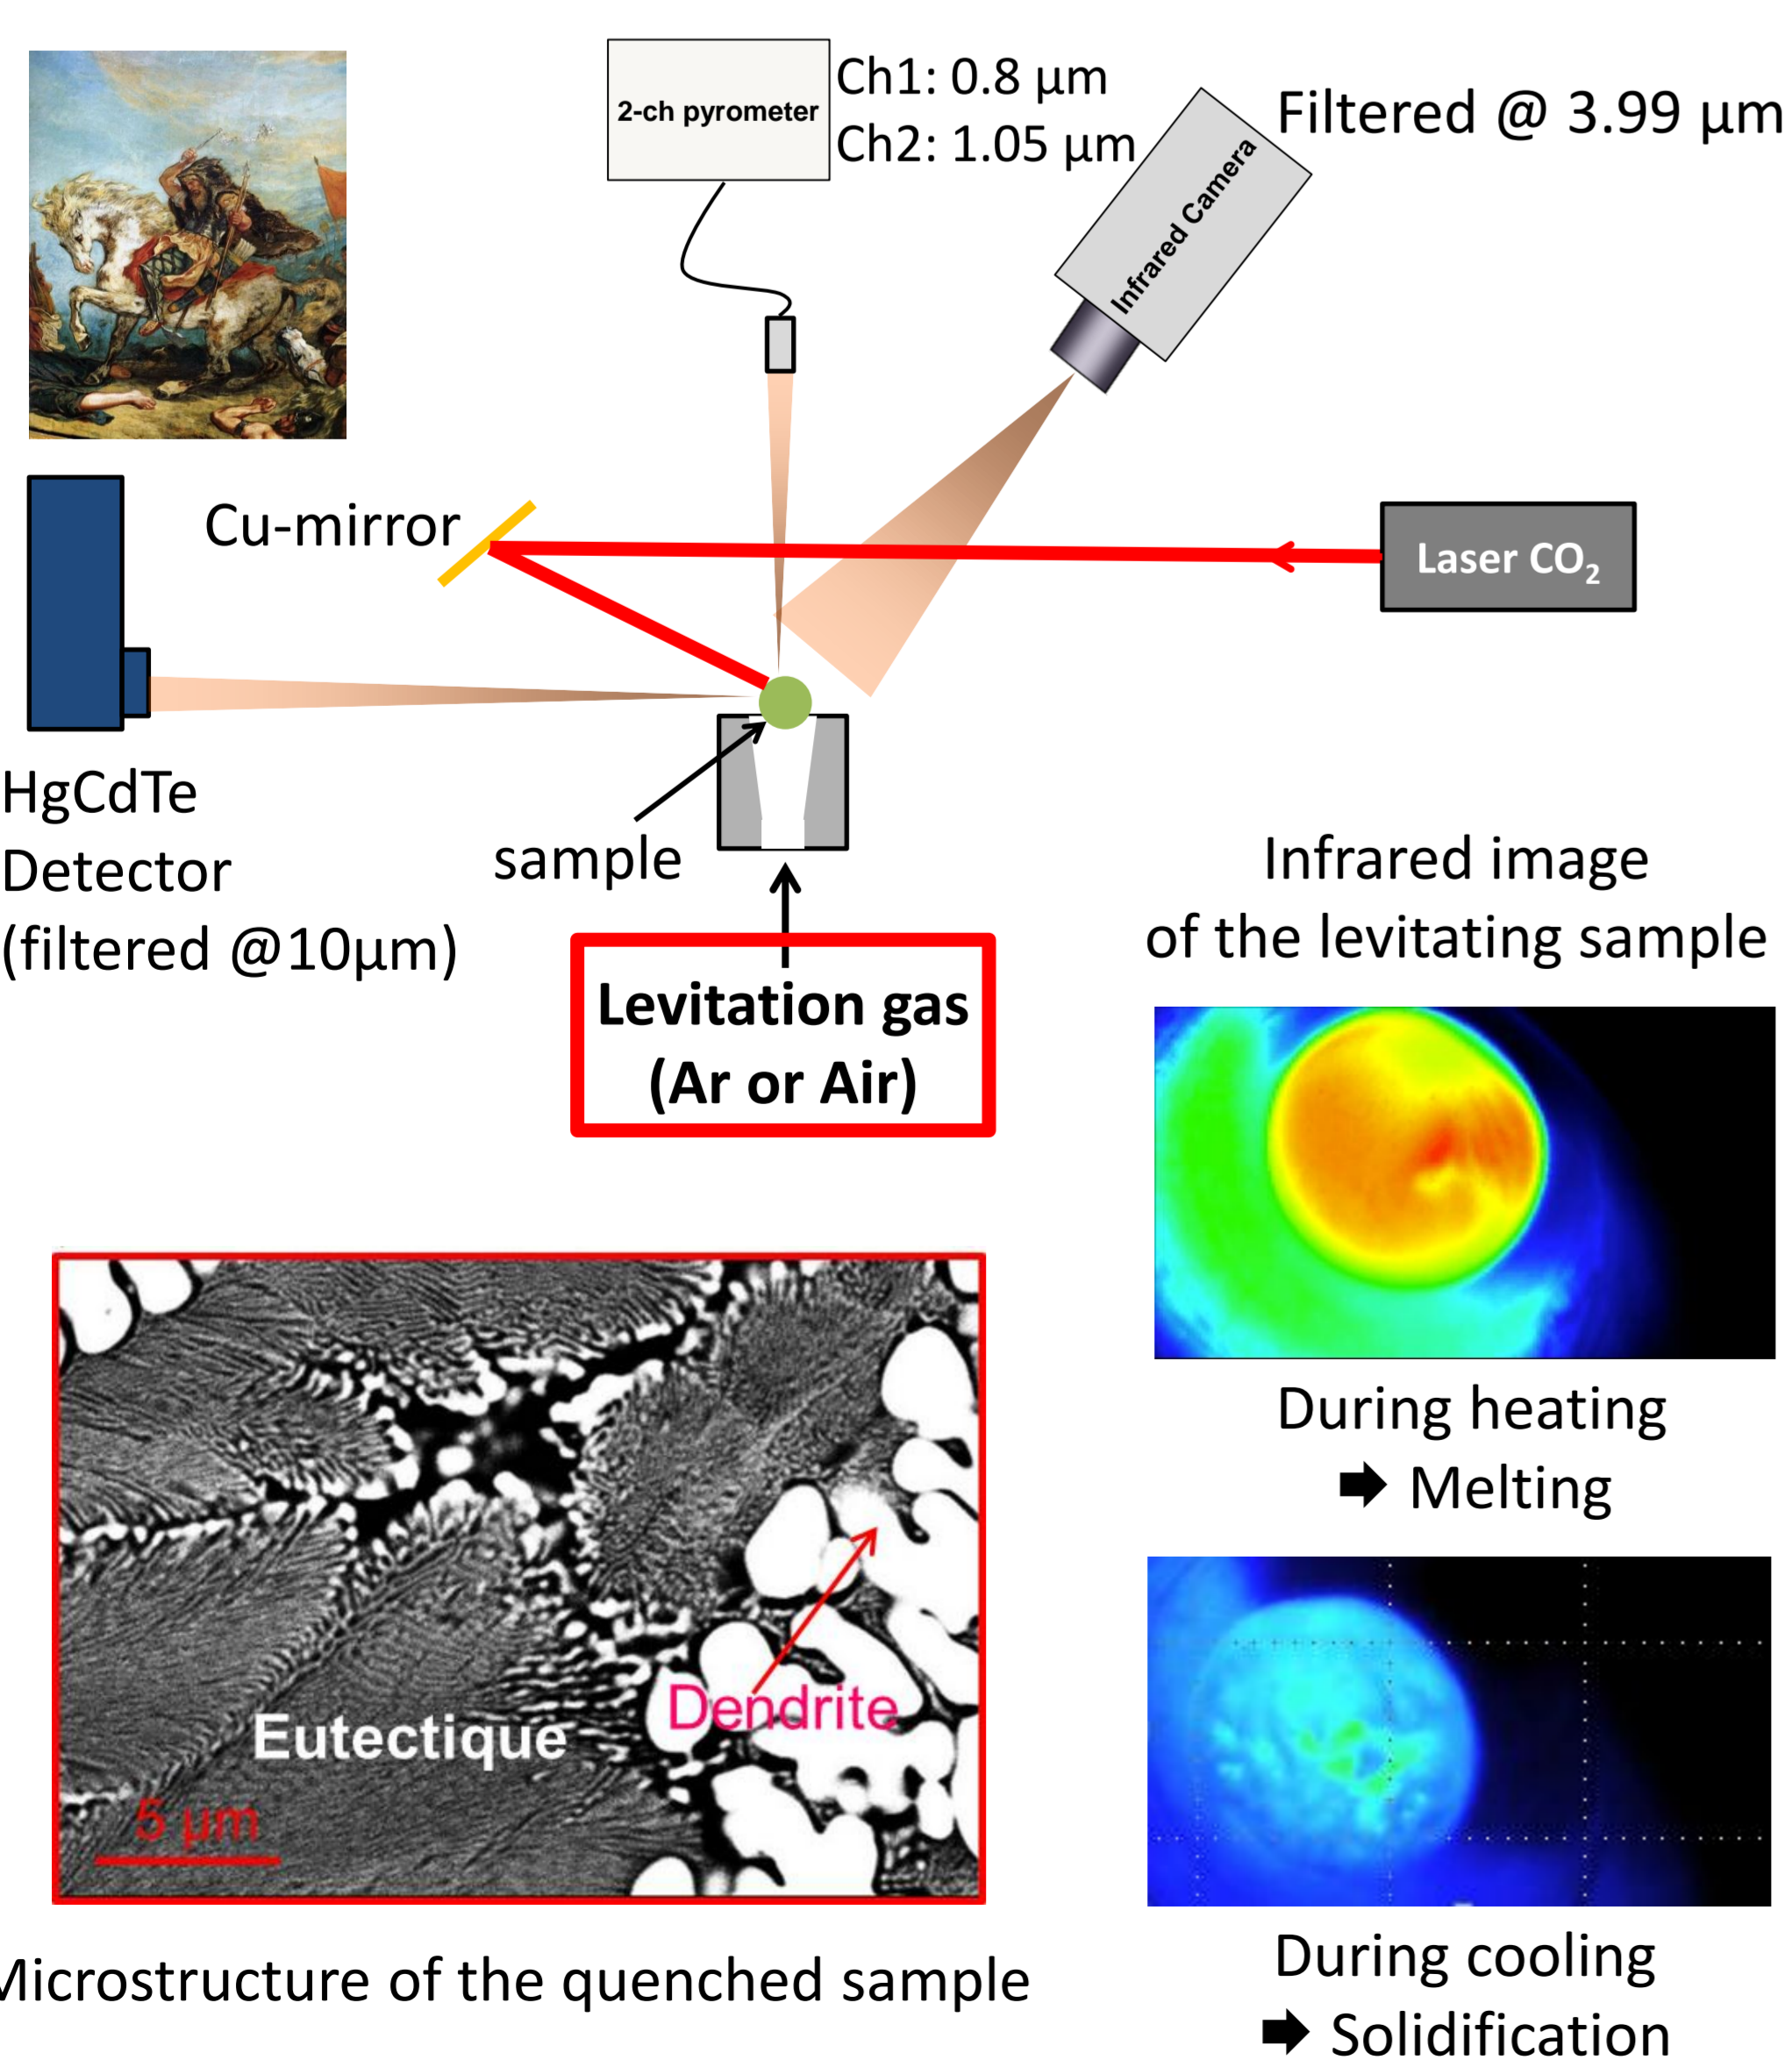 2-ch pyrometer
Ch1: 0.8 µm
Ch2: 1.05 µm
Filtered @ 3.99 µm
Infrared Camera
Cu-mirror
Laser CO₂
HgCdTe
Detector
(filtered @10µm)
sample
Levitation gas
(Ar or Air)
Infrared image
of the levitating sample
During heating
🡆 Melting
Eutectique
Dendrite
5 µm
Microstructure of the quenched sample
During cooling
🡆 Solidification